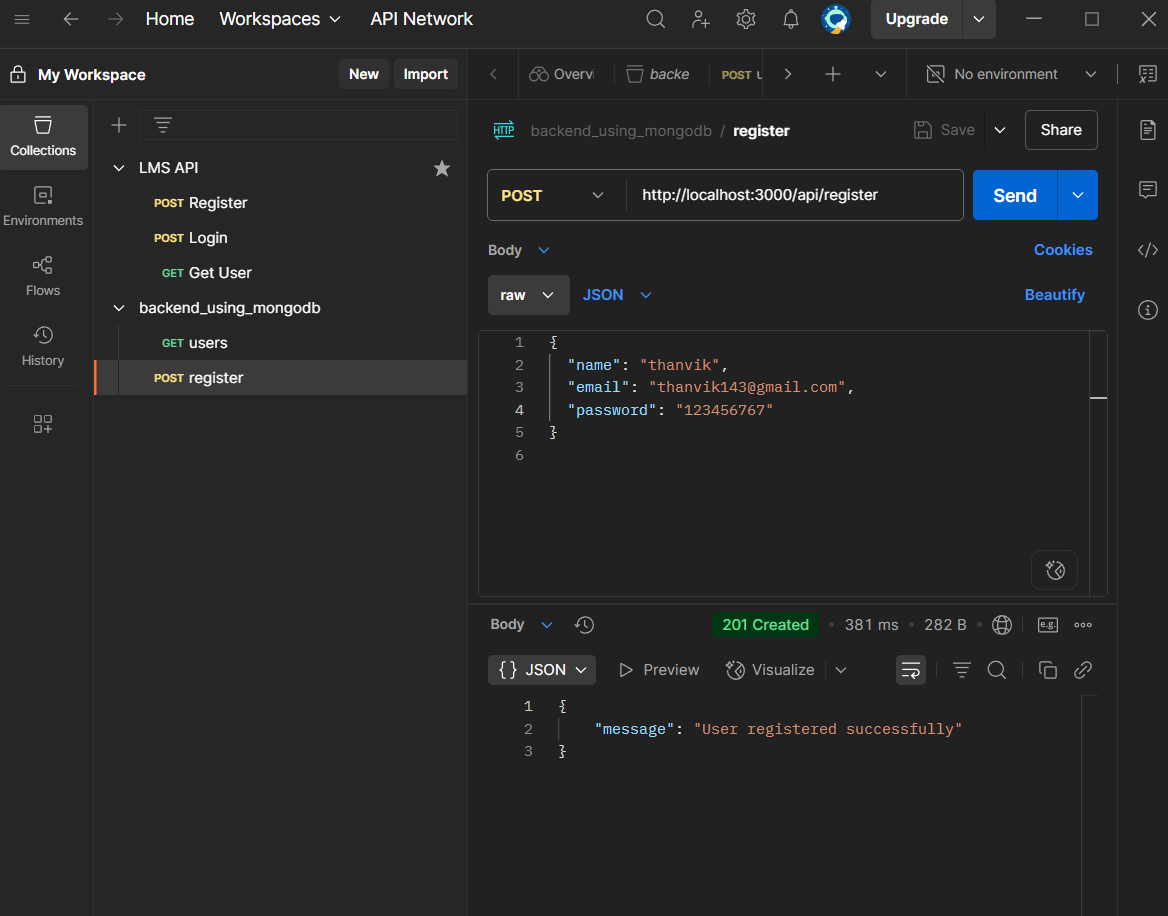 Home Workspaces API Network Upgrade
My Workspace New Import Overvi backe POST No environment
Collections
Environments
Flows
History
LMS API
POST Register
POST Login
GET Get User
backend_using_mongodb
GET users
POST register
HTTP backend_using_mongodb / register Save Share
POST http://localhost:3000/api/register Send
Body Cookies
raw JSON Beautify
1 {
2 "name": "thanvik",
3 "email": "thanvik143@gmail.com",
4 "password": "123456767"
5 }
6
Body 201 Created • 381 ms • 282 B • e.g.
{} JSON Preview Visualize
1 {
2 "message": "User registered successfully"
3 }